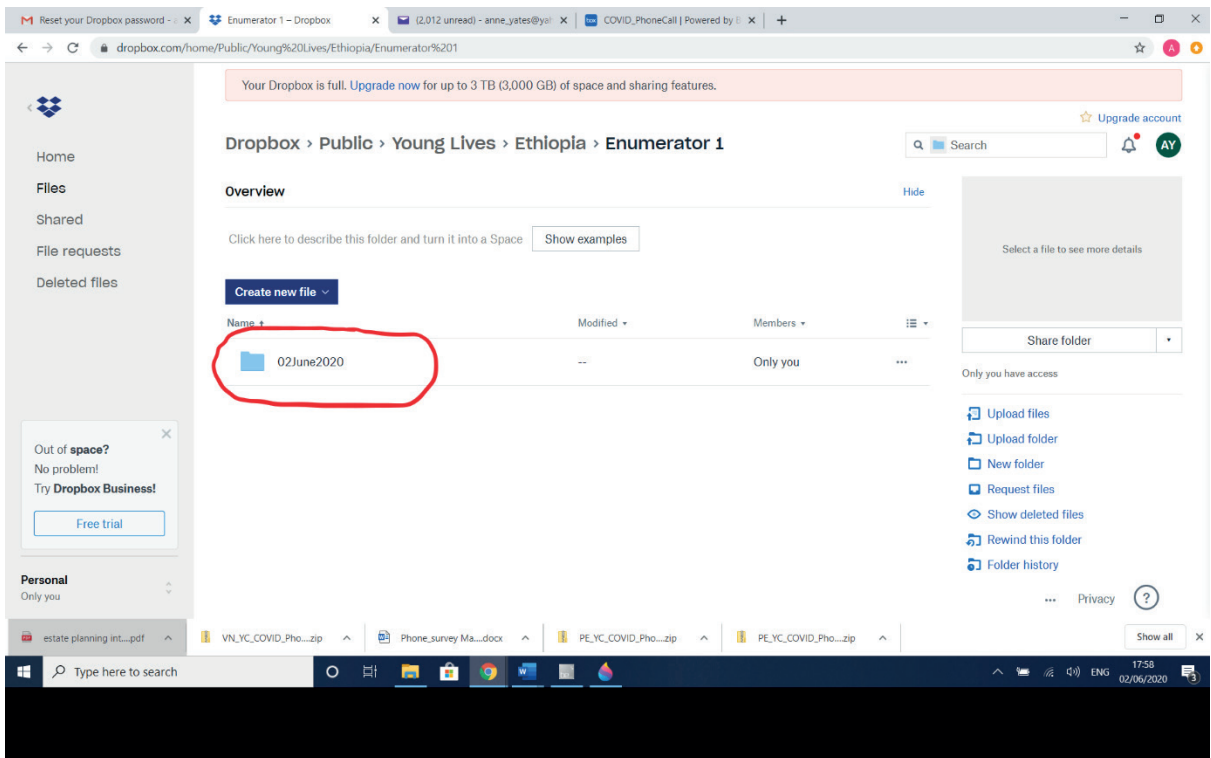 Reset your Dropbox password - a
Enumerator 1 – Dropbox
(2,012 unread) - anne_yates@ya
COVID_PhoneCall | Powered by B
dropbox.com/home/Public/Young%20Lives/Ethiopia/Enumerator%201
A
Your Dropbox is full. Upgrade now for up to 3 TB (3,000 GB) of space and sharing features.
Upgrade account
Dropbox › Public › Young Lives › Ethiopia › Enumerator 1
Search
AY
Home
Files
Shared
File requests
Deleted files
Overview
Hide
Click here to describe this folder and turn it into a Space
Show examples
Select a file to see more details
Create new file
Name
Modified
Members
02June2020
--
Only you
Share folder
Only you have access
Upload files
Upload folder
New folder
Request files
Show deleted files
Rewind this folder
Folder history
Out of space?
No problem!
Try Dropbox Business!
Free trial
Personal
Only you
... Privacy ?
estate planning int....pdf
VN_YC_COVID_Pho....zip
Phone_survey Ma....docx
PE_YC_COVID_Pho....zip
PE_YC_COVID_Pho....zip
Show all
Type here to search
ENG
17:58
02/06/2020
3